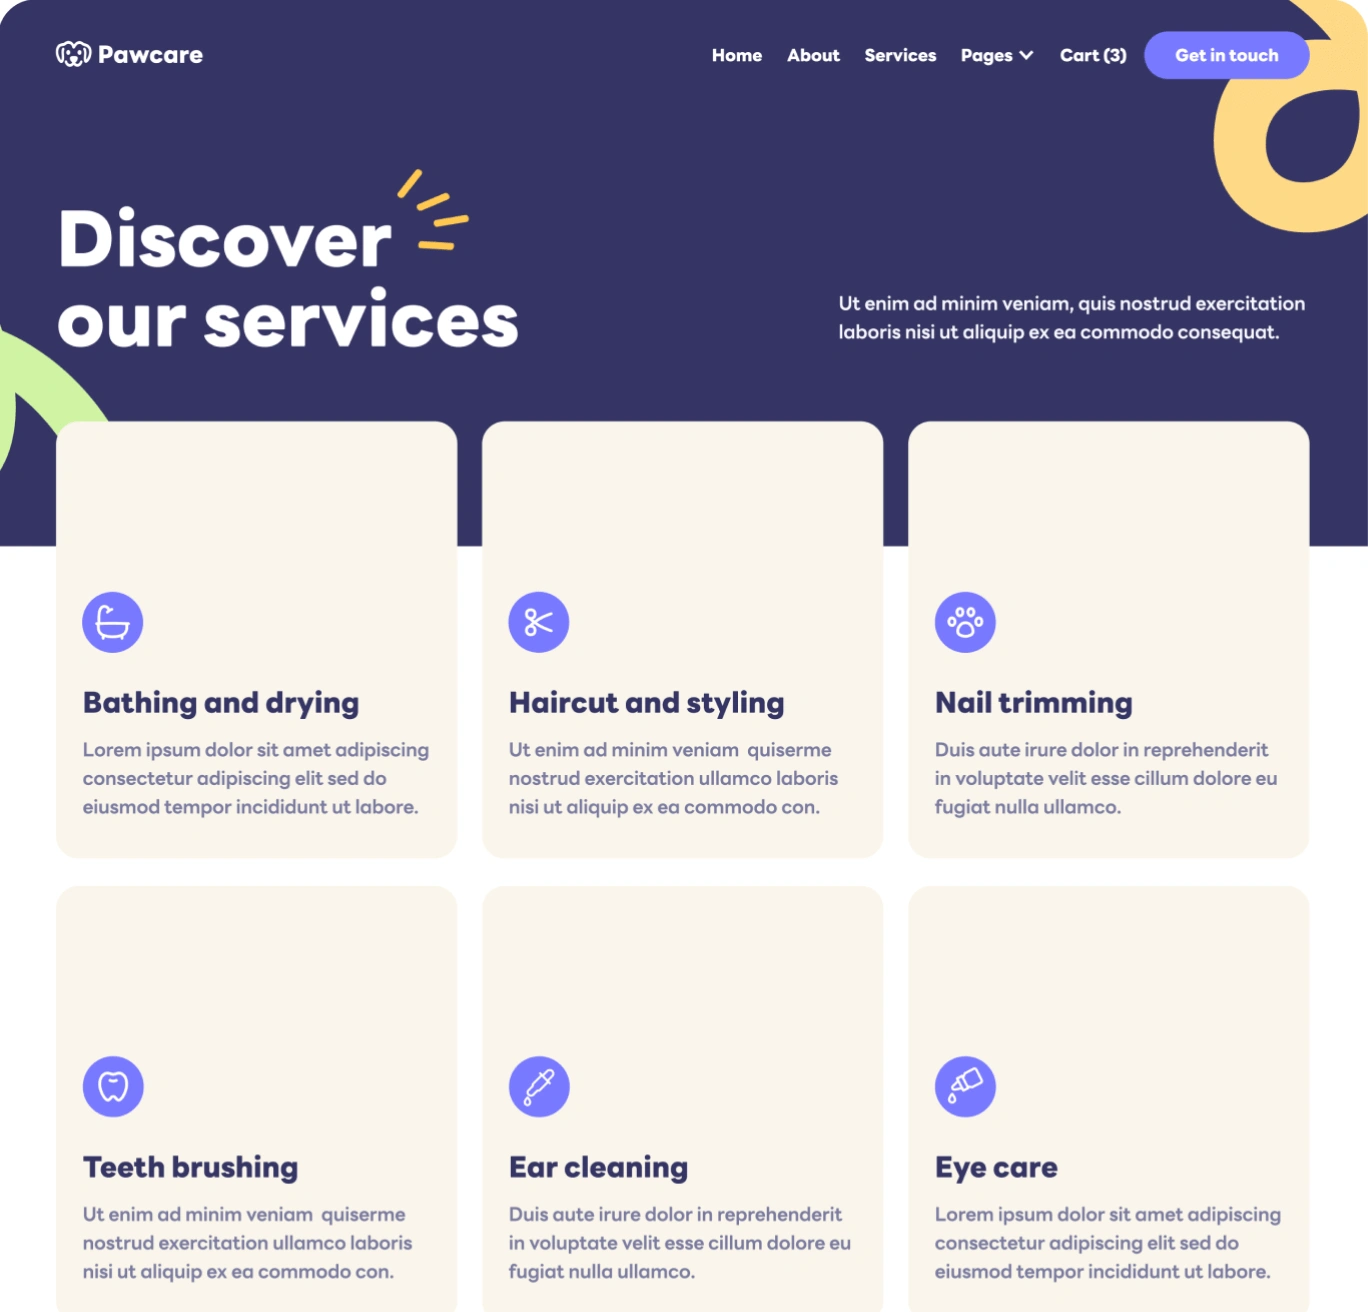 Pawcare
Home About Services Pages Cart (3) Get in touch
Discover
our services
Ut enim ad minim veniam, quis nostrud exercitation
laboris nisi ut aliquip ex ea commodo consequat.
Bathing and drying
Lorem ipsum dolor sit amet adipiscing
consectetur adipiscing elit sed do
eiusmod tempor incididunt ut labore.
Haircut and styling
Ut enim ad minim veniam  quiserme
nostrud exercitation ullamco laboris
nisi ut aliquip ex ea commodo con.
Nail trimming
Duis aute irure dolor in reprehenderit
in voluptate velit esse cillum dolore eu
fugiat nulla ullamco.
Teeth brushing
Ut enim ad minim veniam  quiserme
nostrud exercitation ullamco laboris
nisi ut aliquip ex ea commodo con.
Ear cleaning
Duis aute irure dolor in reprehenderit
in voluptate velit esse cillum dolore eu
fugiat nulla ullamco.
Eye care
Lorem ipsum dolor sit amet adipiscing
consectetur adipiscing elit sed do
eiusmod tempor incididunt ut labore.